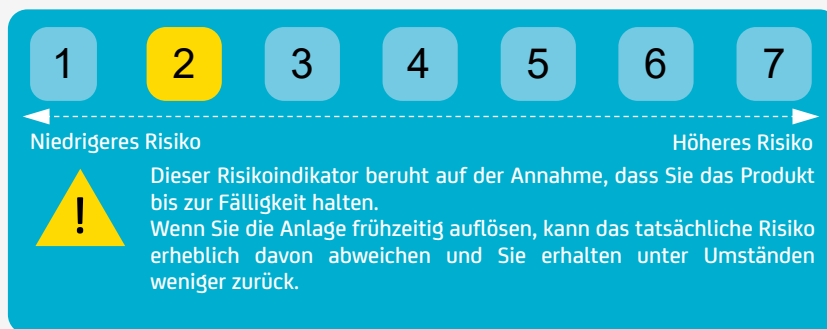 1 2 3 4 5 6 7
Niedrigeres Risiko Höheres Risiko
!
Dieser Risikoindikator beruht auf der Annahme, dass Sie das Produkt
bis zur Fälligkeit halten.
Wenn Sie die Anlage frühzeitig auflösen, kann das tatsächliche Risiko
erheblich davon abweichen und Sie erhalten unter Umständen
weniger zurück.